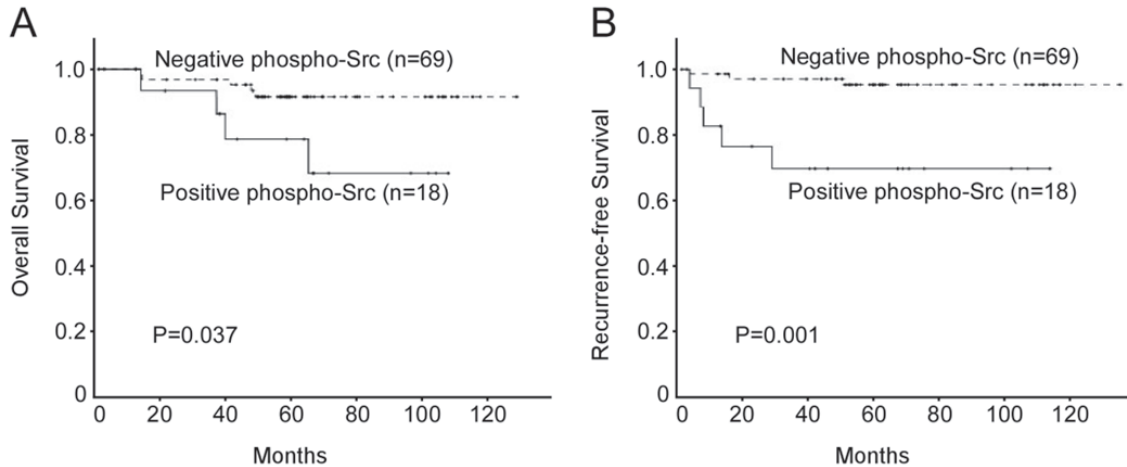 A
Overall Survival
1.0
0.8
0.6
0.4
0.2
0
Negative phospho-Src (n=69)
Positive phospho-Src (n=18)
P=0.037
0 20 40 60 80 100 120
Months
B
Recurrence-free Survival
1.0
0.8
0.6
0.4
0.2
0
Negative phospho-Src (n=69)
Positive phospho-Src (n=18)
P=0.001
0 20 40 60 80 100 120
Months